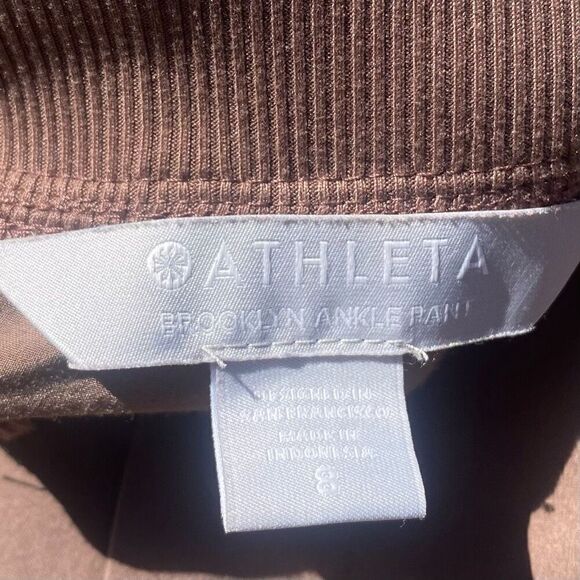 ATHLETA
BROOKLYN ANKLE PANT
DESIGNED IN
SAN FRANCISCO.
MADE IN
INDONESIA
8